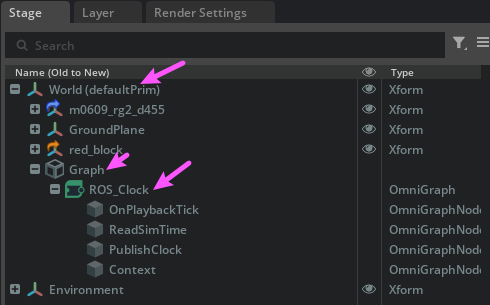 Stage Layer Render Settings
Search
Name (Old to New) Type
World (defaultPrim) Xform
m0609_rg2_d455 Xform
GroundPlane Xform
red_block Xform
Graph
ROS_Clock OmniGraph
OnPlaybackTick OmniGraphNode
ReadSimTime OmniGraphNode
PublishClock OmniGraphNode
Context OmniGraphNode
Environment Xform